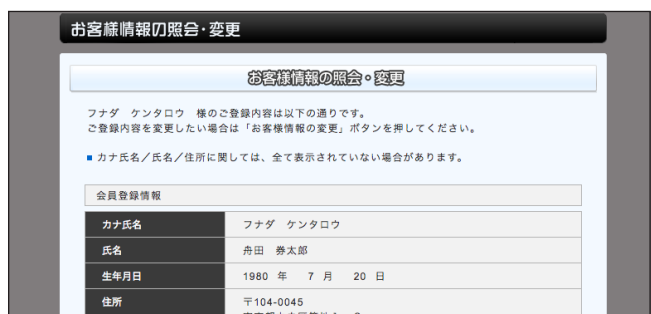 お客様情報の照会・変更
お客様情報の照会・変更
フナダ　ケンタロウ　様のご登録内容は以下の通りです。
ご登録内容を変更したい場合は「お客様情報の変更」ボタンを押してください。
カナ氏名／氏名／住所に関しては、全て表示されていない場合があります。
会員登録情報
カナ氏名 フナダ　ケンタロウ
氏名 舟田　券太郎
生年月日 1980 年 7 月 20 日
住所 〒104-0045